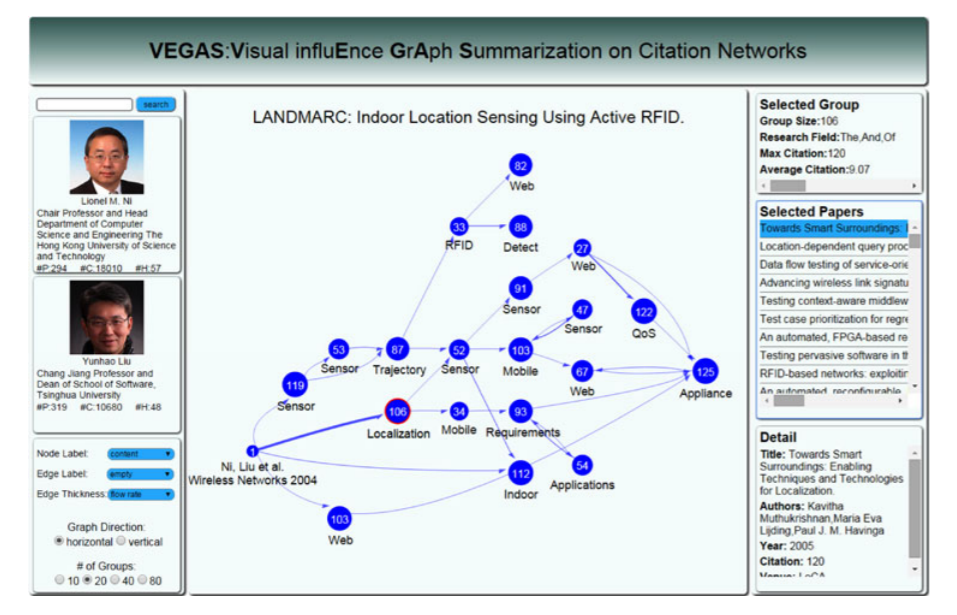 VEGAS:Visual influEnce GrAph Summarization on Citation Networks
search
Lionel M. Ni
Chair Professor and Head
Department of Computer
Science and Engineering The
Hong Kong University of Science
and Technology
#P:294 #C:18010 #H:57
Yunhao Liu
Chang Jiang Professor and
Dean of School of Software,
Tsinghua University
#P:319 #C:10680 #H:48
Node Label: content
Edge Label: empty
Edge Thickness: flow rate
Graph Direction:
horizontal vertical
# of Groups:
10 20 40 80
LANDMARC: Indoor Location Sensing Using Active RFID.
82
Web
33
RFID
88
Detect
27
Web
91
Sensor
47
Sensor
122
QoS
53
Sensor
87
Trajectory
52
Sensor
103
Mobile
67
Web
125
Appliance
119
Sensor
106
Localization
34
Mobile
93
Requirements
1
Ni, Liu et al.
Wireless Networks 2004
112
Indoor
54
Applications
103
Web
Selected Group
Group Size:106
Research Field:The,And,Of
Max Citation:120
Average Citation:9.07
Selected Papers
Towards Smart Surroundings:
Location-dependent query proc
Data flow testing of service-orie
Advancing wireless link signatu
Testing context-aware middlew
Test case prioritization for regre
An automated, FPGA-based re
Testing pervasive software in th
RFID-based networks: exploitin
An automated, reconfigurable
Detail
Title: Towards Smart
Surroundings: Enabling
Techniques and Technologies
for Localization.
Authors: Kavitha
Muthukrishnan,Maria Eva
Lijding,Paul J. M. Havinga
Year: 2005
Citation: 120
Venue: LoCA